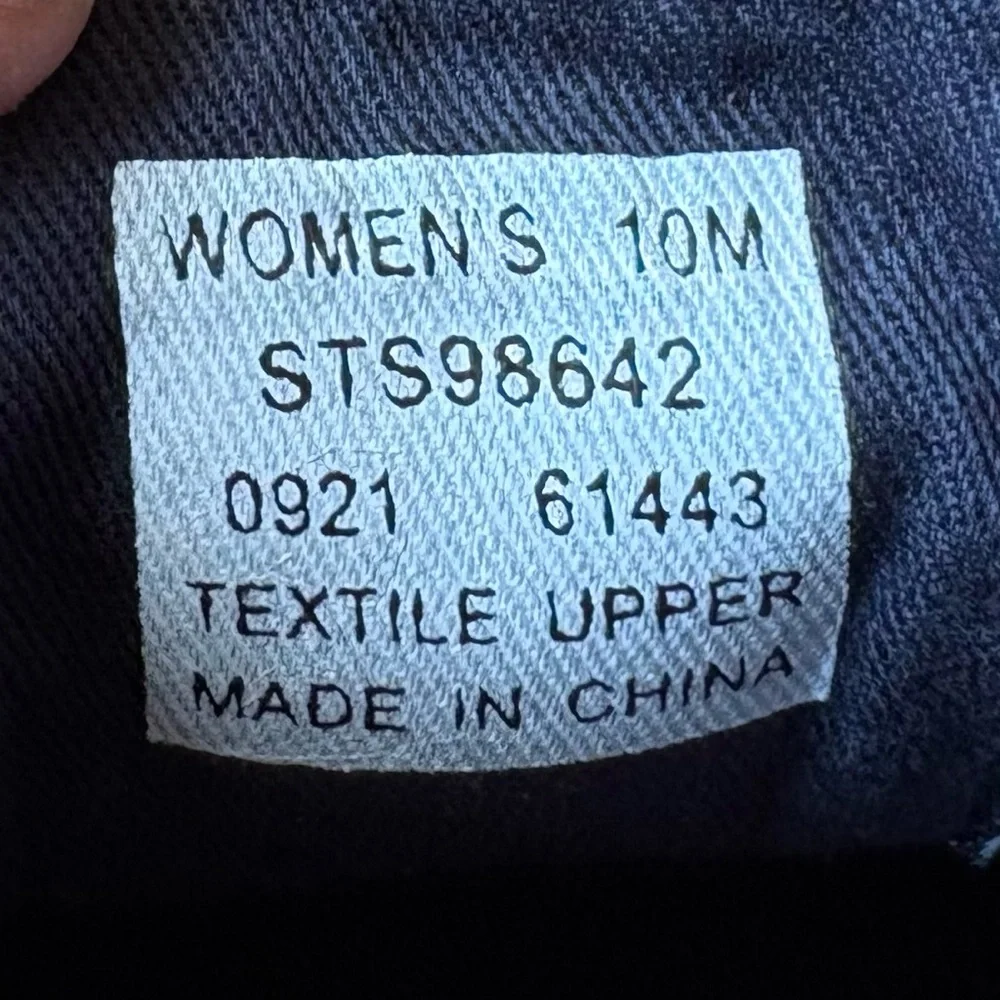 WOMEN'S 10M
STS98642
0921 61443
TEXTILE UPPER
MADE IN CHINA